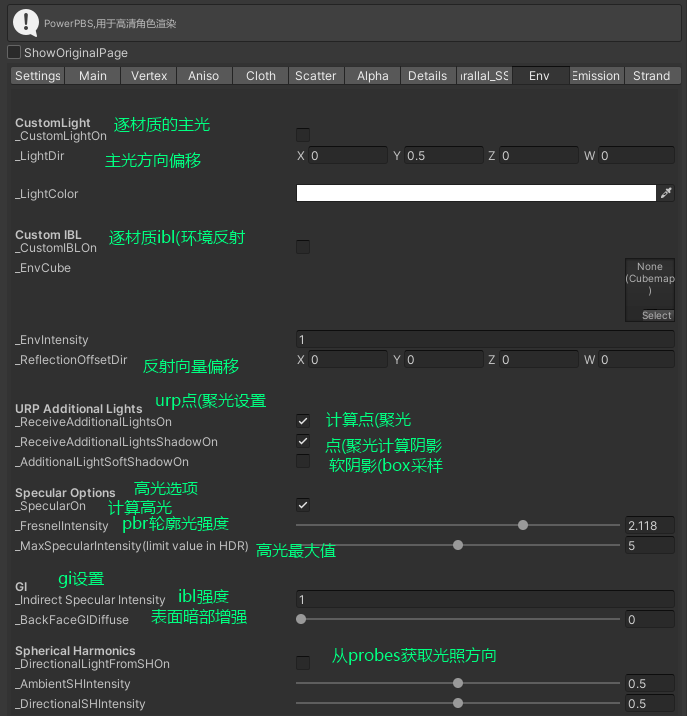 PowerPBS,用于高清角色渲染
ShowOriginalPage
Settings Main Vertex Aniso Cloth Scatter Alpha Details rallal_SS Env Emission Strand
CustomLight 逐材质的主光
_CustomLightOn
_LightDir 主光方向偏移 X 0 Y 0.5 Z 0 W 0
_LightColor
Custom IBL 逐材质ibl(环境反射
_CustomIBLOn
_EnvCube None
(Cubemap
)
Select
_EnvIntensity 1
_ReflectionOffsetDir 反射向量偏移 X 0 Y 0 Z 0 W 0
URP Additional Lights urp点(聚光设置
_ReceiveAdditionalLightsOn 计算点(聚光
_ReceiveAdditionalLightsShadowOn 点(聚光计算阴影
_AdditionalLightSoftShadowOn 软阴影(box采样
Specular Options 高光选项
_SpecularOn 计算高光
_FresnelIntensity pbr轮廓光强度 2.118
_MaxSpecularIntensity(limit value in HDR) 高光最大值 5
GI gi设置
_Indirect Specular Intensity ibl强度 1
_BackFaceGIDiffuse 表面暗部增强 0
Spherical Harmonics
_DirectionalLightFromSHOn 从probes获取光照方向
_AmbientSHIntensity 0.5
_DirectionalSHIntensity 0.5